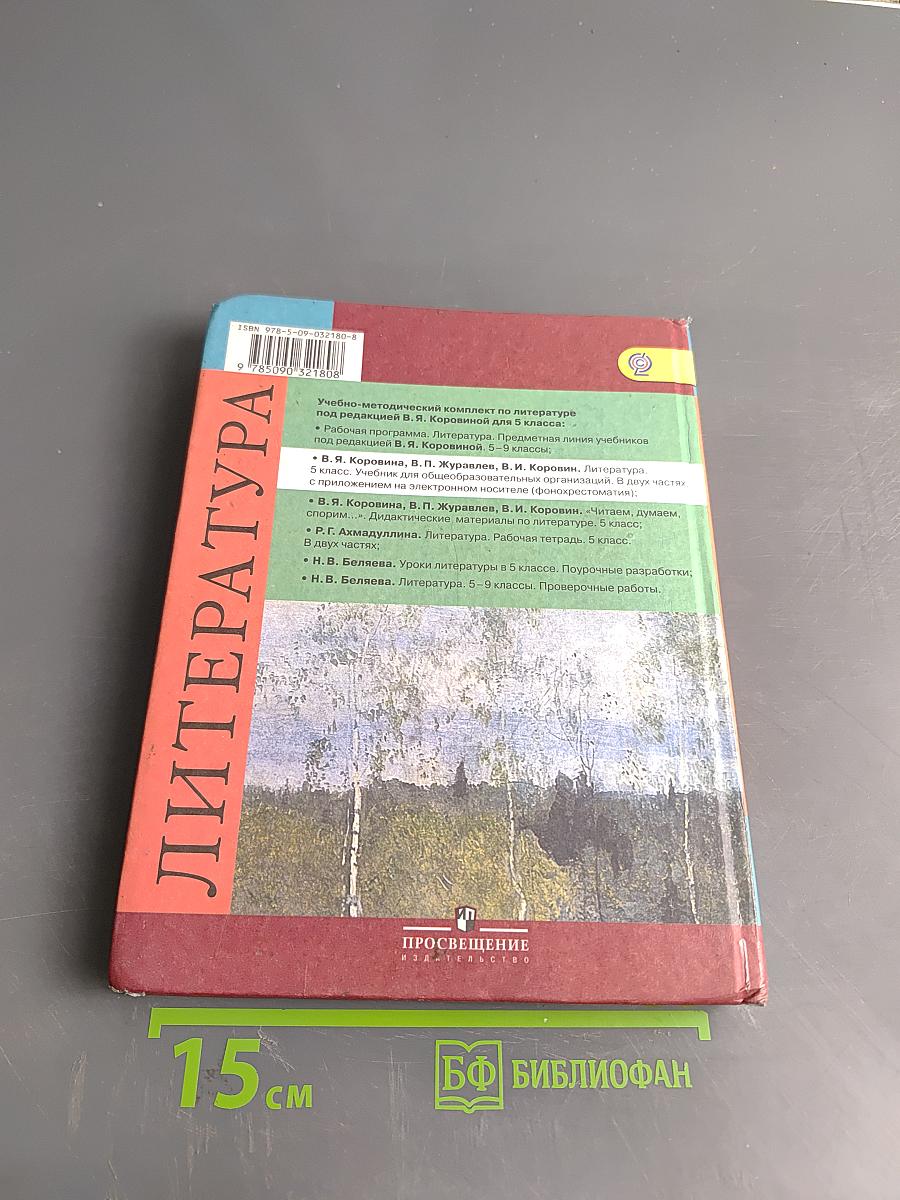 ISBN 978-5-09-032180-8
9 785090 321808
ЛИТЕРАТУРА
Учебно-методический комплект по литературе
под редакцией В. Я. Коровиной для 5 класса:
• Рабочая программа. Литература. Предметная линия учебников
под редакцией В. Я. Коровиной. 5–9 классы;
• В. Я. Коровина, В. П. Журавлев, В. И. Коровин. Литература.
5 класс. Учебник для общеобразовательных организаций. В двух частях
с приложением на электронном носителе (фонохрестоматия);
• В. Я. Коровина, В. П. Журавлев, В. И. Коровин. «Читаем, думаем,
спорим...». Дидактические материалы по литературе. 5 класс;
• Р. Г. Ахмадуллина. Литература. Рабочая тетрадь. 5 класс.
В двух частях;
• Н. В. Беляева. Уроки литературы в 5 классе. Поурочные разработки;
• Н. В. Беляева. Литература. 5–9 классы. Проверочные работы.
ПРОСВЕЩЕНИЕ
ИЗДАТЕЛЬСТВО
15 см
БФ БИБЛИОФАН